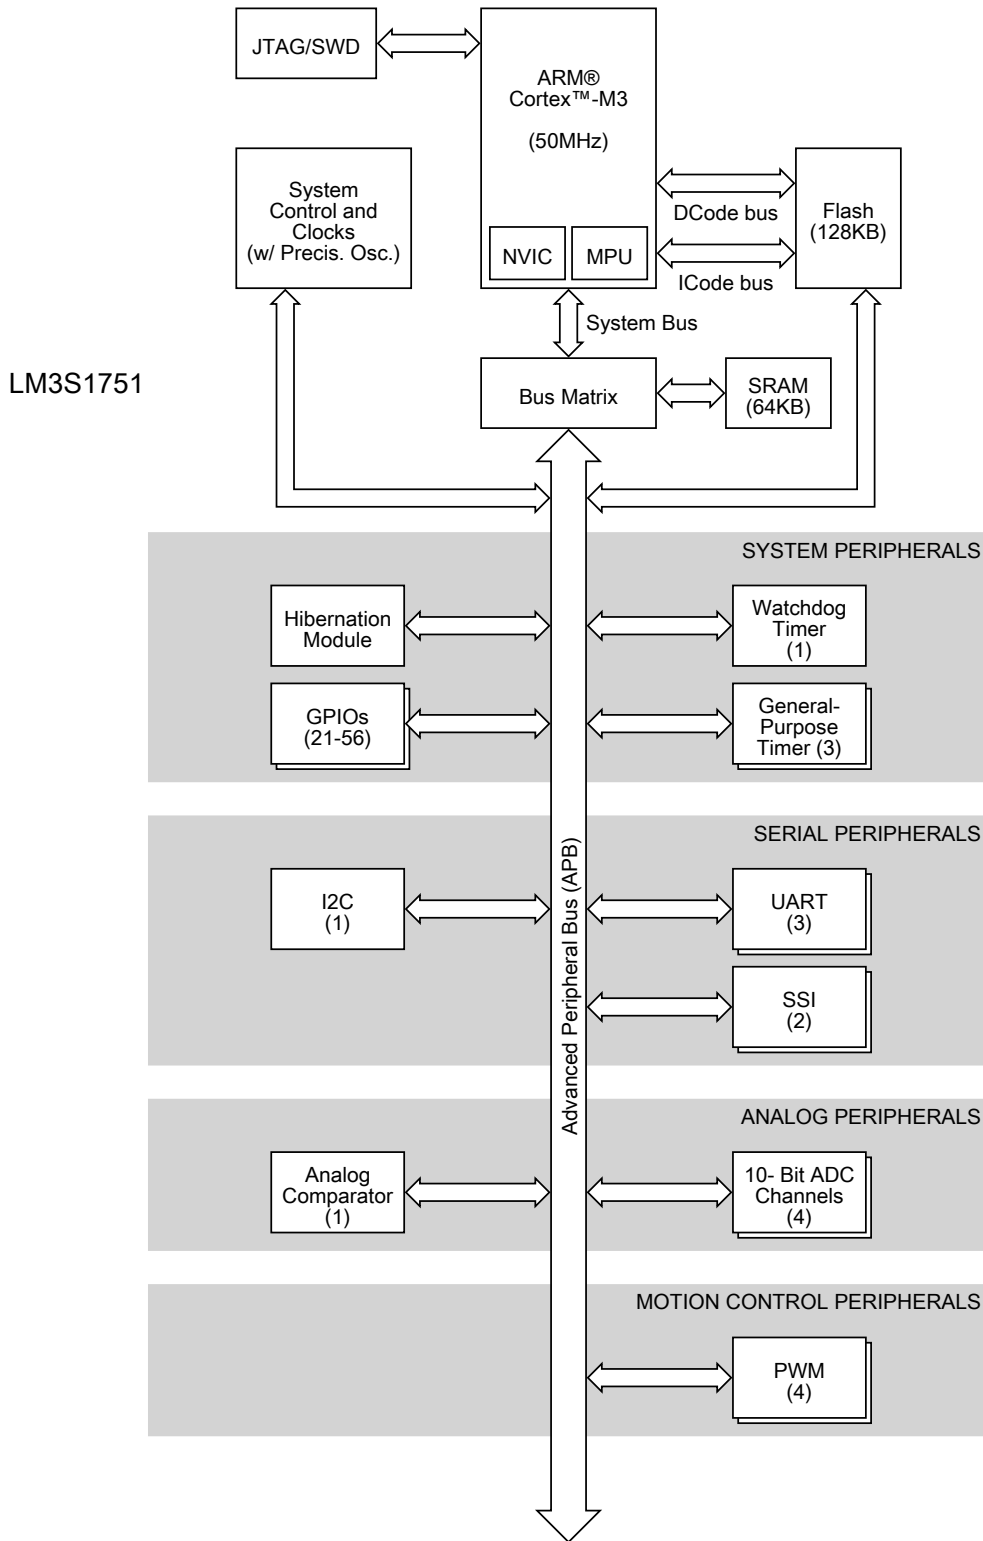 JTAG/SWD
ARM®
Cortex™-M3
(50MHz)
System
Control and
Clocks
(w/ Precis. Osc.)
DCode bus
Flash
(128KB)
NVIC
MPU
ICode bus
System Bus
LM3S1751
Bus Matrix
SRAM
(64KB)
SYSTEM PERIPHERALS
Hibernation
Module
Watchdog
Timer
(1)
GPIOs
(21-56)
General-
Purpose
Timer (3)
Advanced Peripheral Bus (APB)
SERIAL PERIPHERALS
I2C
(1)
UART
(3)
SSI
(2)
ANALOG PERIPHERALS
Analog
Comparator
(1)
10- Bit ADC
Channels
(4)
MOTION CONTROL PERIPHERALS
PWM
(4)